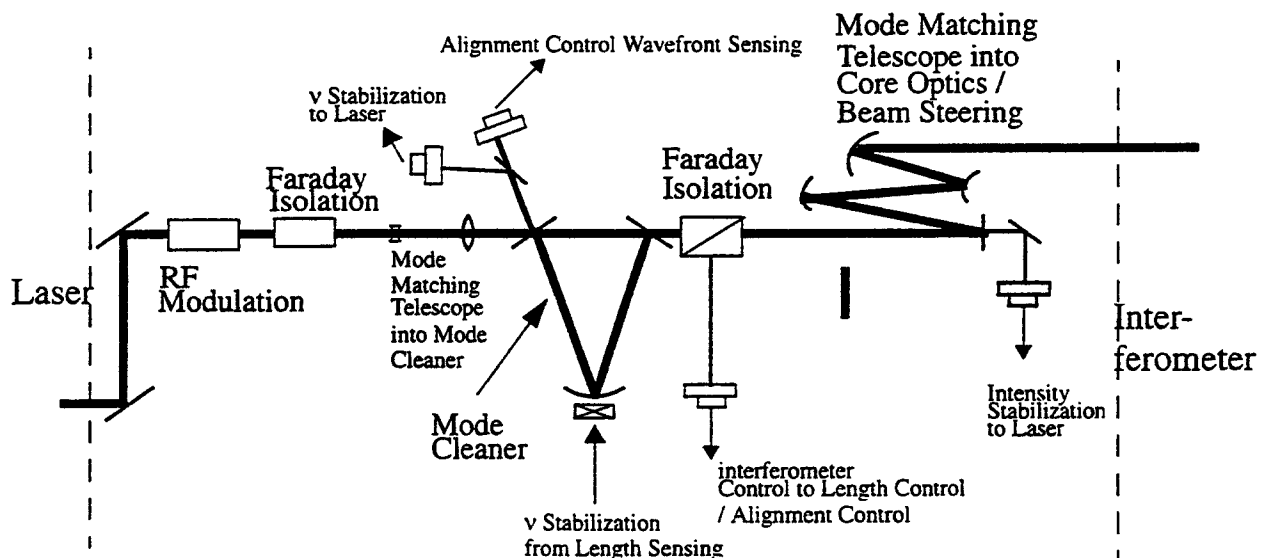 Alignment Control Wavefront Sensing
Mode Matching
Telescope into
Core Optics /
Beam Steering
ν Stabilization
to Laser
Faraday
Isolation
Faraday
Isolation
RF
Modulation
Mode
Matching
Telescope
into Mode
Cleaner
Laser
Inter-
ferometer
Mode
Cleaner
Intensity
Stabilization
to Laser
interferometer
Control to Length Control
/ Alignment Control
ν Stabilization
from Length Sensing